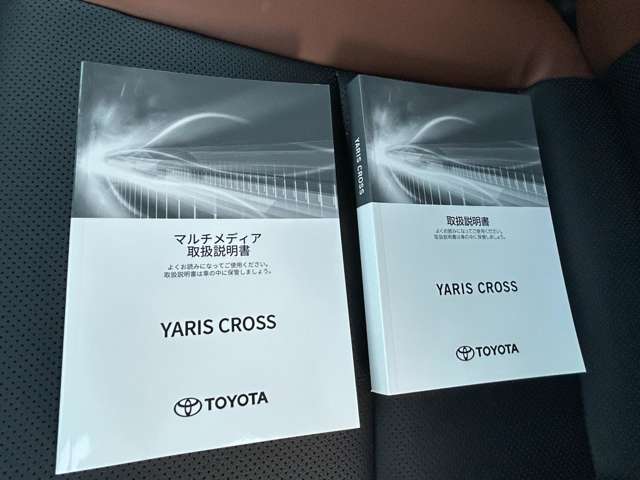 マルチメディア
取扱説明書
よくお読みになってご使用ください。
取扱説明書は車の中に保管しましょう。
YARIS CROSS
TOYOTA
YARIS CROSS
取扱説明書
よくお読みになってご使用ください。
取扱説明書は車の中に保管しましょう。
YARIS CROSS
TOYOTA